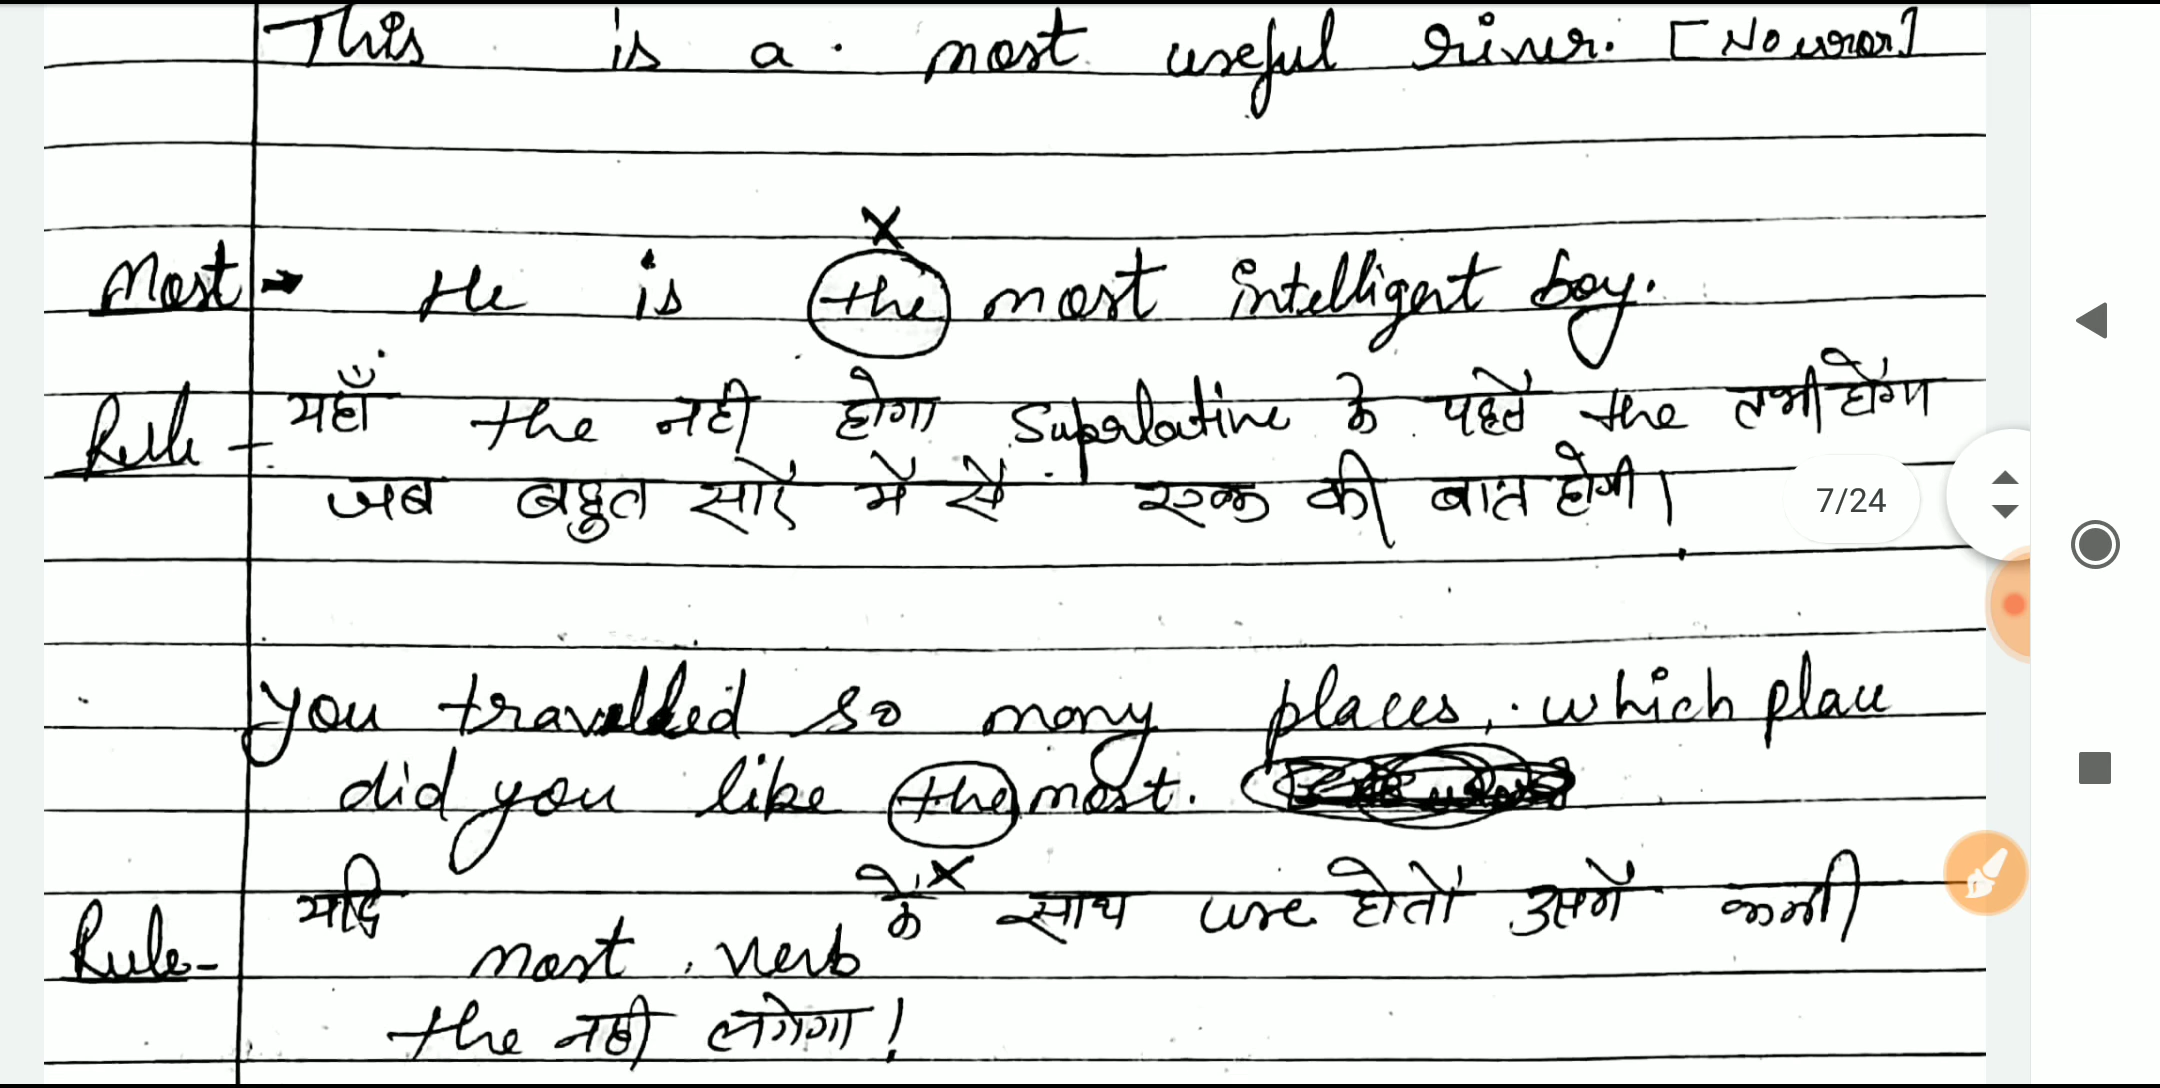 This is a most useful river. [No error]
X
Most → He is the most intelligent boy.
Rule - यहाँ the नही होगा Superlative के पहले the तभी होगा
जब बहुत सारे में से एक की बात होगी।
7/24
you travelled so many places, which place
did you like the most.
X
Rule- यदि most verb के साथ use हो तो उसमें कभी
the नही लगेगा!